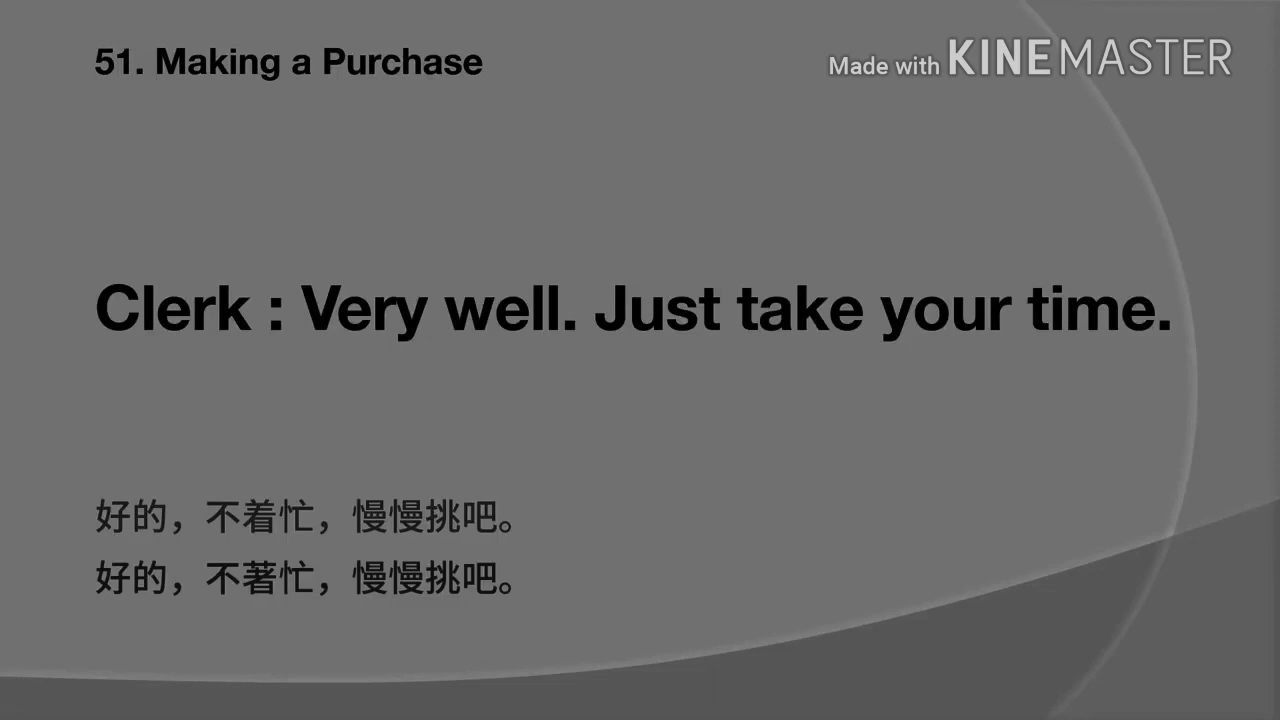 51. Making a Purchase
Made with KINEMASTER
Clerk : Very well. Just take your time.
好的，不着忙，慢慢挑吧。
好的，不著忙，慢慢挑吧。